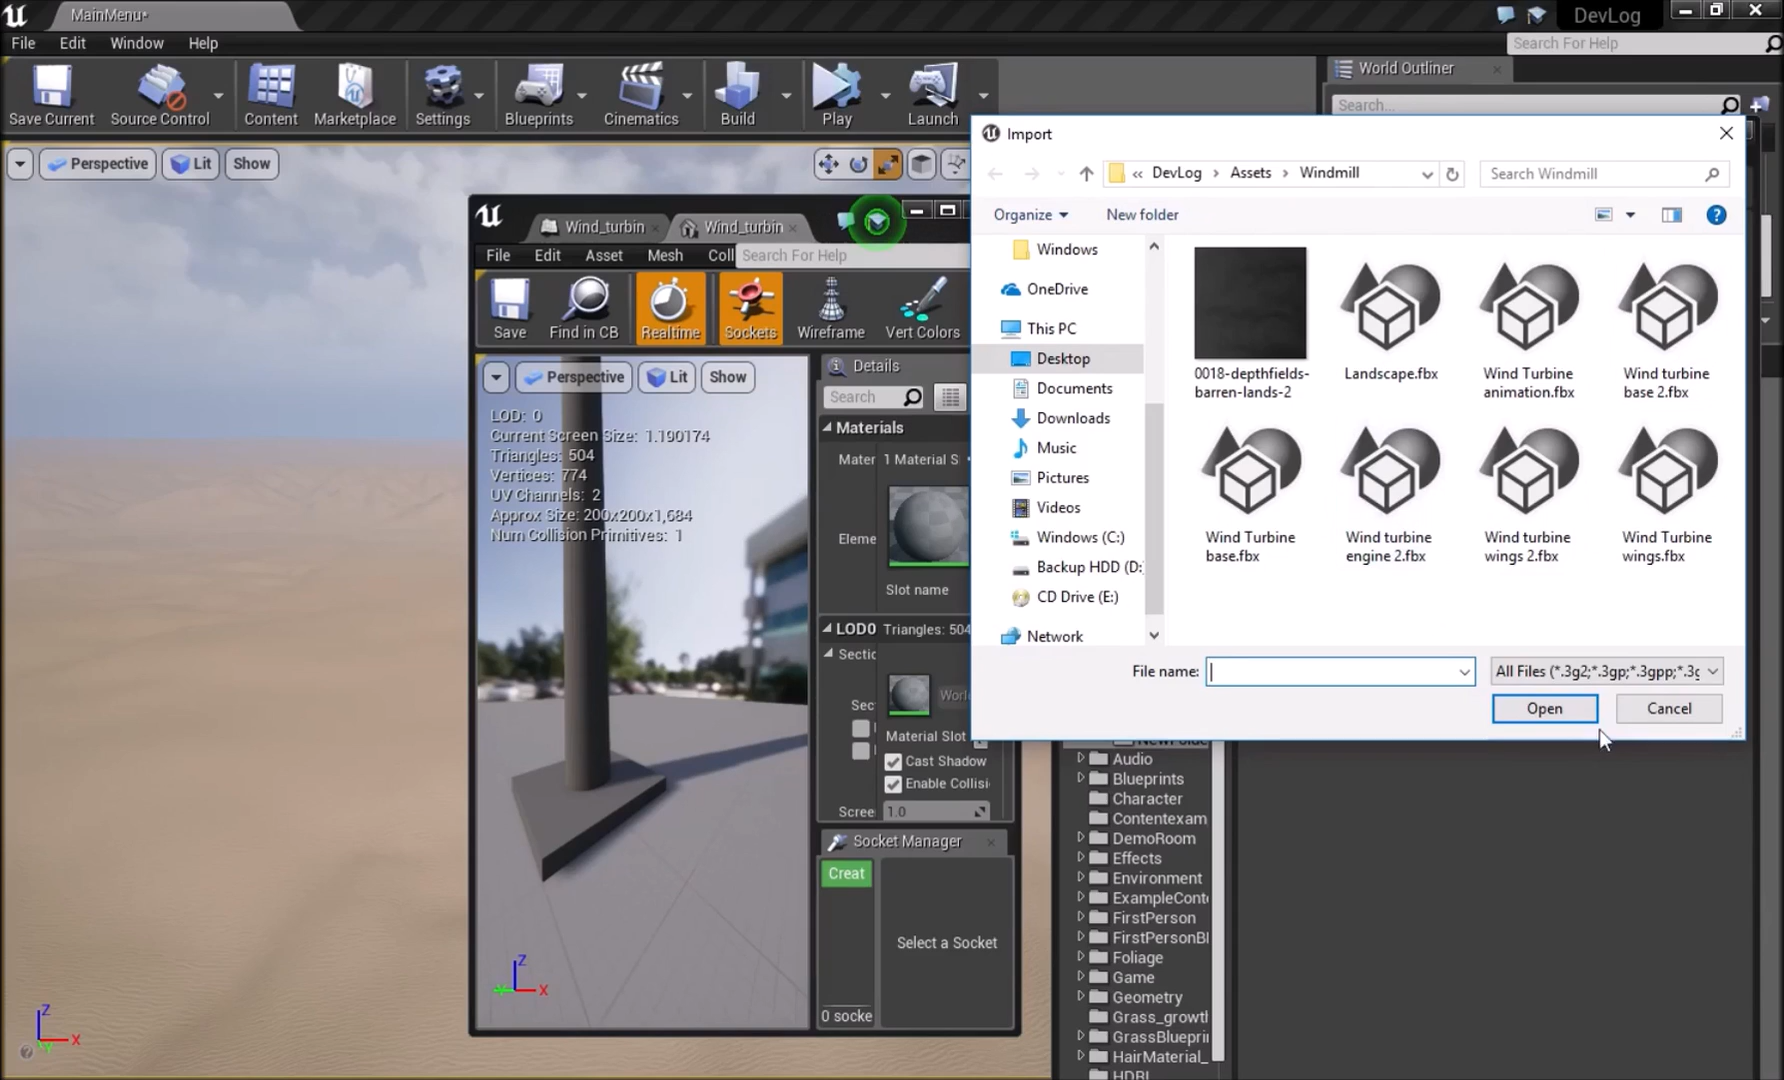 MainMenu*
DevLog
File Edit Window Help
Search For Help
Save Current
Source Control
Content
Marketplace
Settings
Blueprints
Cinematics
Build
Play
Launch
World Outliner
Search...
Perspective
Lit
Show
Wind_turbin
Wind_turbin
File Edit Asset Mesh Coll
Search For Help
Save
Find in CB
Realtime
Sockets
Wireframe
Vert Colors
Perspective
Lit
Show
LOD: 0
Current Screen Size: 1.190174
Triangles: 504
Vertices: 774
UV Channels: 2
Approx Size: 200x200x1,684
Num Collision Primitives: 1
Z
X
Details
Search
Materials
Mater 1 Material S
Eleme
Slot name
LOD0 Triangles: 504
Sectic
Sec
Material Slot
Cast Shadow
Enable Collisi
Scree 1.0
Socket Manager
Creat
Select a Socket
0 socke
Z
X
Y
Import
« DevLog › Assets › Windmill
Search Windmill
Organize
New folder
Windows
OneDrive
This PC
Desktop
Documents
Downloads
Music
Pictures
Videos
Windows (C:)
Backup HDD (D:
CD Drive (E:)
Network
0018-depthfields-
barren-lands-2
Landscape.fbx
Wind Turbine
animation.fbx
Wind turbine
base 2.fbx
Wind Turbine
base.fbx
Wind turbine
engine 2.fbx
Wind turbine
wings 2.fbx
Wind Turbine
wings.fbx
File name:
All Files (*.3g2;*.3gp;*.3gpp;*.3g
Open
Cancel
Audio
Blueprints
Character
Contentexam
DemoRoom
Effects
Environment
ExampleConte
FirstPerson
FirstPersonBl
Foliage
Game
Geometry
Grass_growtl
GrassBlueprin
HairMaterial_
HDRI